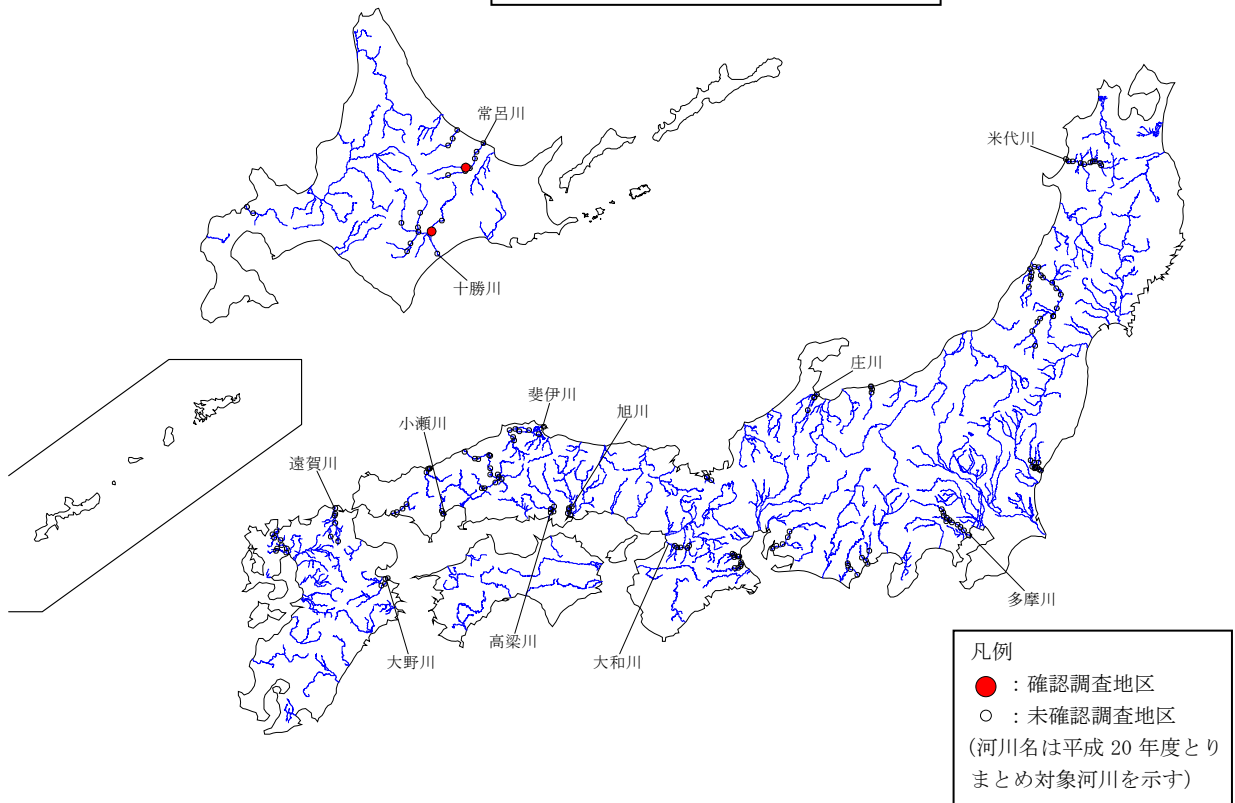 常呂川
米代川
十勝川
庄川
斐伊川
旭川
小瀬川
遠賀川
多摩川
高梁川
大和川
大野川
凡例
：確認調査地区
：未確認調査地区
(河川名は平成 20 年度とり
まとめ対象河川を示す)